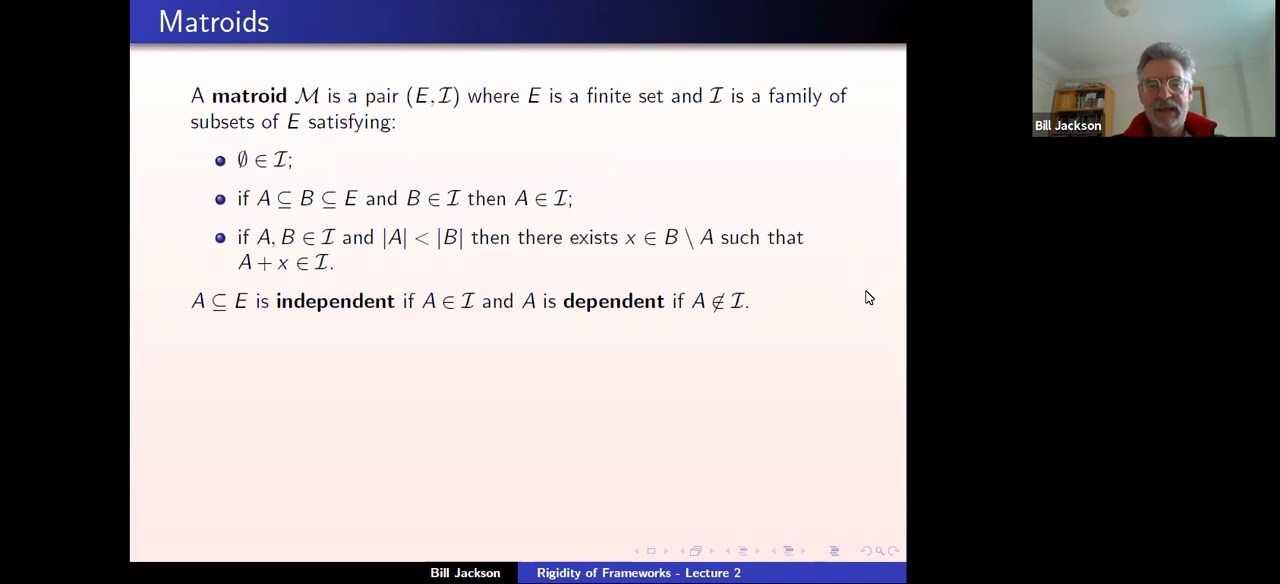 Matroids
A matroid ℳ is a pair (E, ℐ) where E is a finite set and ℐ is a family of
subsets of E satisfying:
∅ ∈ ℐ;
if A ⊆ B ⊆ E and B ∈ ℐ then A ∈ ℐ;
if A, B ∈ ℐ and |A| < |B| then there exists x ∈ B \ A such that
A + x ∈ ℐ.
A ⊆ E is independent if A ∈ ℐ and A is dependent if A ∉ ℐ.
Bill Jackson
Bill Jackson Rigidity of Frameworks - Lecture 2